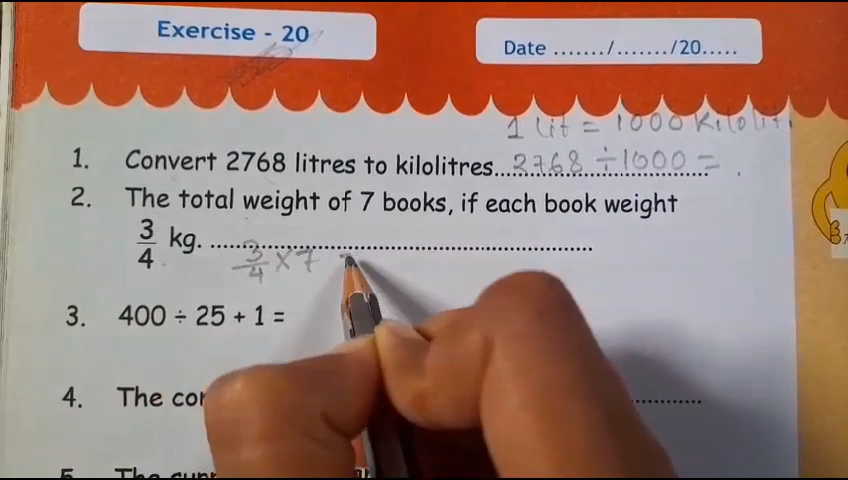 Exercise - 20
Date ......./......./20.....
1 lit = 1000 Kilolit.
1. Convert 2768 litres to kilolitres...2768 ÷ 1000 = .
2. The total weight of 7 books, if each book weight
3/4 kg. ............................................................
3/4 × 7
3. 400 ÷ 25 + 1 =
4. The
5. The